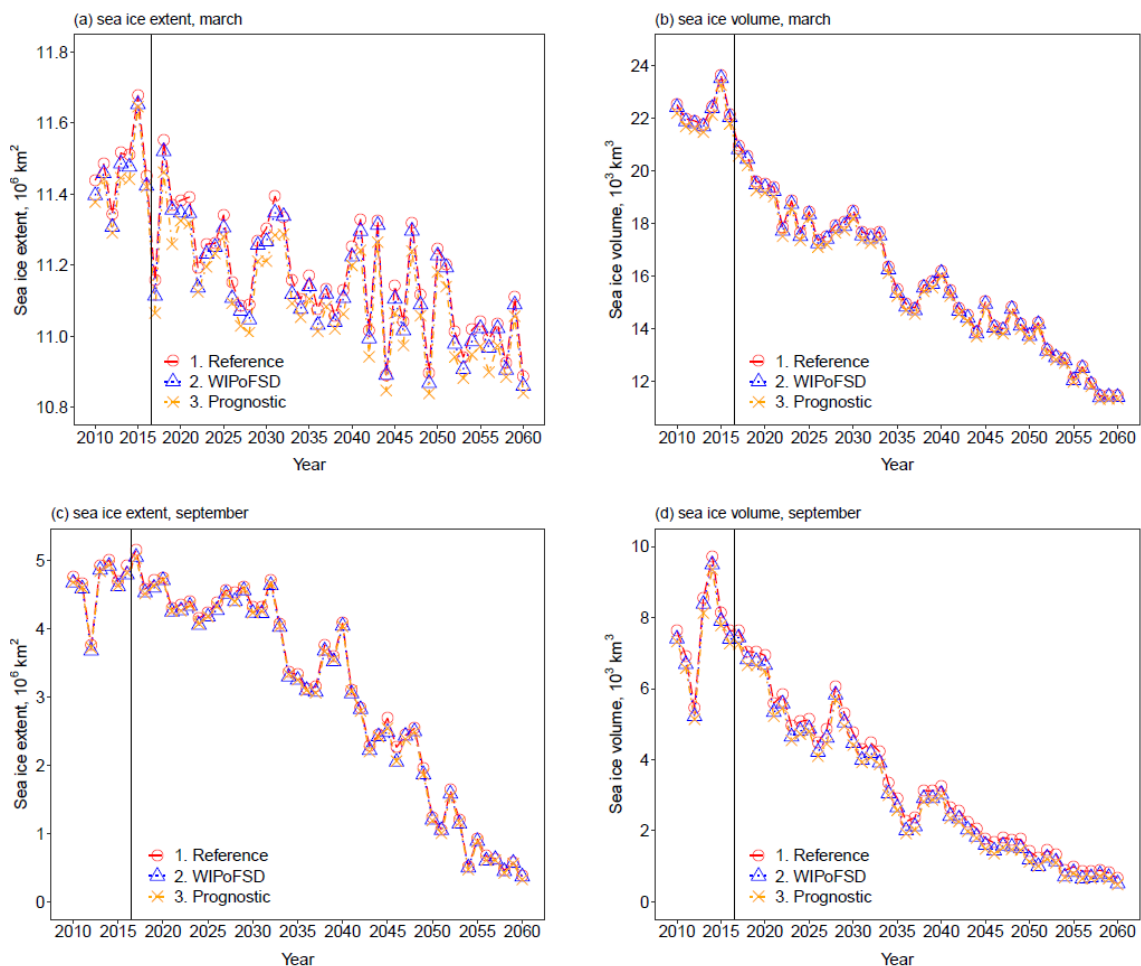 (a) sea ice extent, march
11.8
11.6
11.4
11.2
11.0
10.8
Sea ice extent, 10⁶ km²
1. Reference
2. WIPoFSD
3. Prognostic
2010 2015 2020 2025 2030 2035 2040 2045 2050 2055 2060
Year
(b) sea ice volume, march
24
22
20
18
16
14
12
Sea ice volume, 10³ km³
1. Reference
2. WIPoFSD
3. Prognostic
2010 2015 2020 2025 2030 2035 2040 2045 2050 2055 2060
Year
(c) sea ice extent, september
5
4
3
2
1
0
Sea ice extent, 10⁶ km²
1. Reference
2. WIPoFSD
3. Prognostic
2010 2015 2020 2025 2030 2035 2040 2045 2050 2055 2060
Year
(d) sea ice volume, september
10
8
6
4
2
0
Sea ice volume, 10³ km³
1. Reference
2. WIPoFSD
3. Prognostic
2010 2015 2020 2025 2030 2035 2040 2045 2050 2055 2060
Year